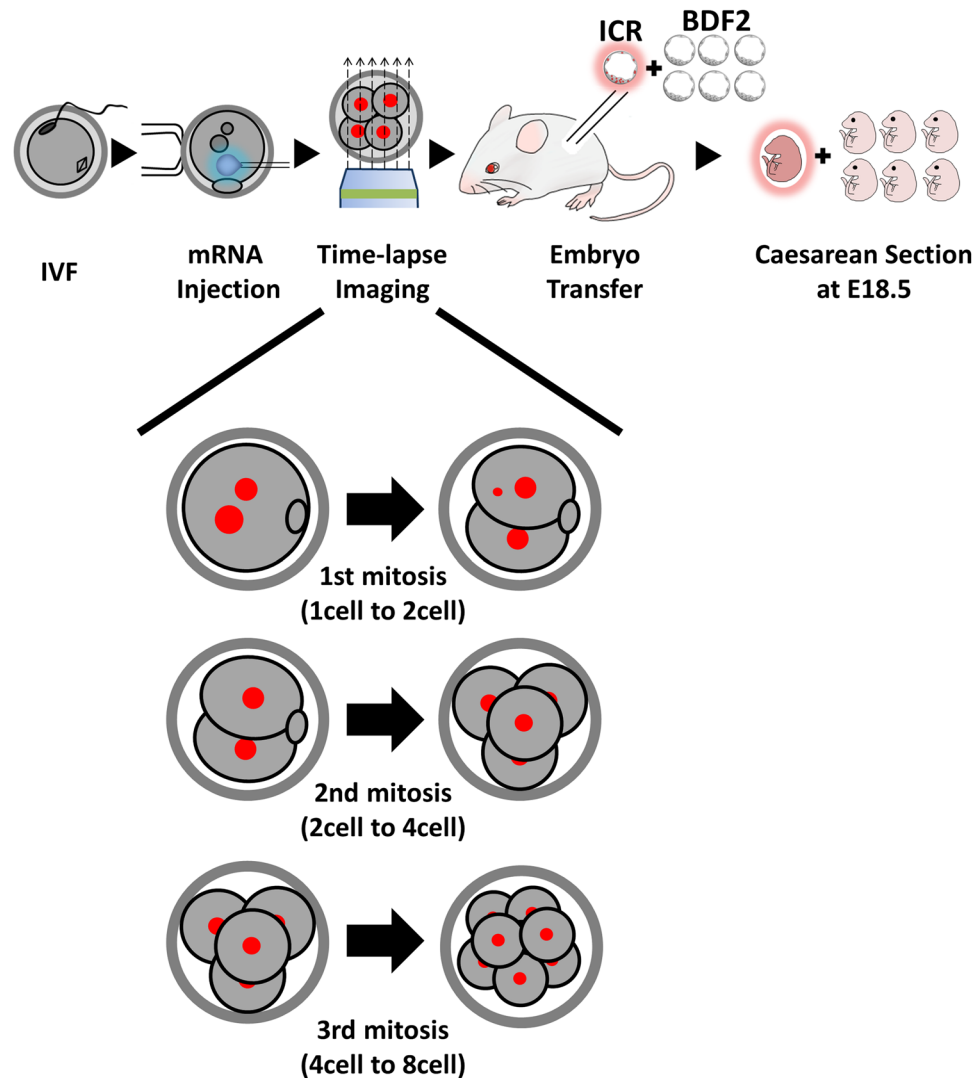 ICR
BDF2
+
+
IVF
mRNA
Injection
Time-lapse
Imaging
Embryo
Transfer
Caesarean Section
at E18.5
1st mitosis
(1cell to 2cell)
2nd mitosis
(2cell to 4cell)
3rd mitosis
(4cell to 8cell)